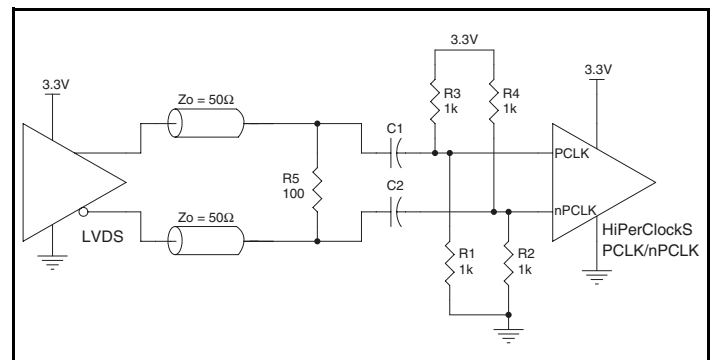 3.3V
3.3V
3.3V
Zo = 50Ω
R3
1k
R4
1k
C1
PCLK
R5
100
C2
nPCLK
Zo = 50Ω
LVDS
HiPerClockS
PCLK/nPCLK
R1
1k
R2
1k